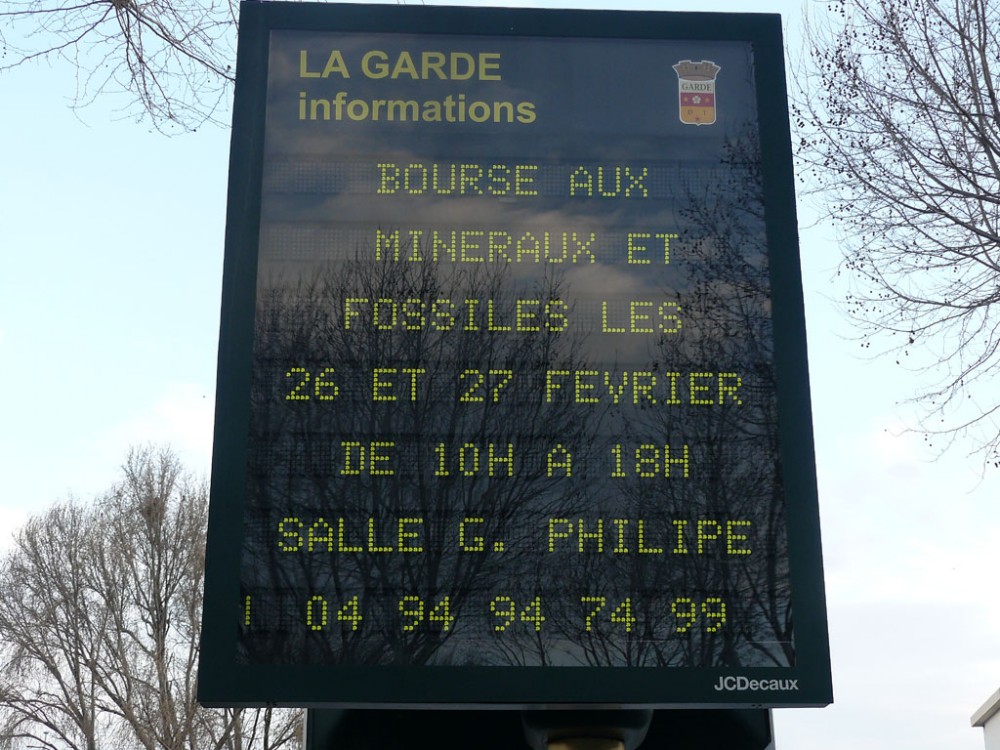 LA GARDE
informations
GARDE
BOURSE AUX
MINERAUX ET
FOSSILES LES
26 ET 27 FEVRIER
DE 10H A 18H
SALLE G. PHILIPE
04 94 94 74 99
JCDecaux